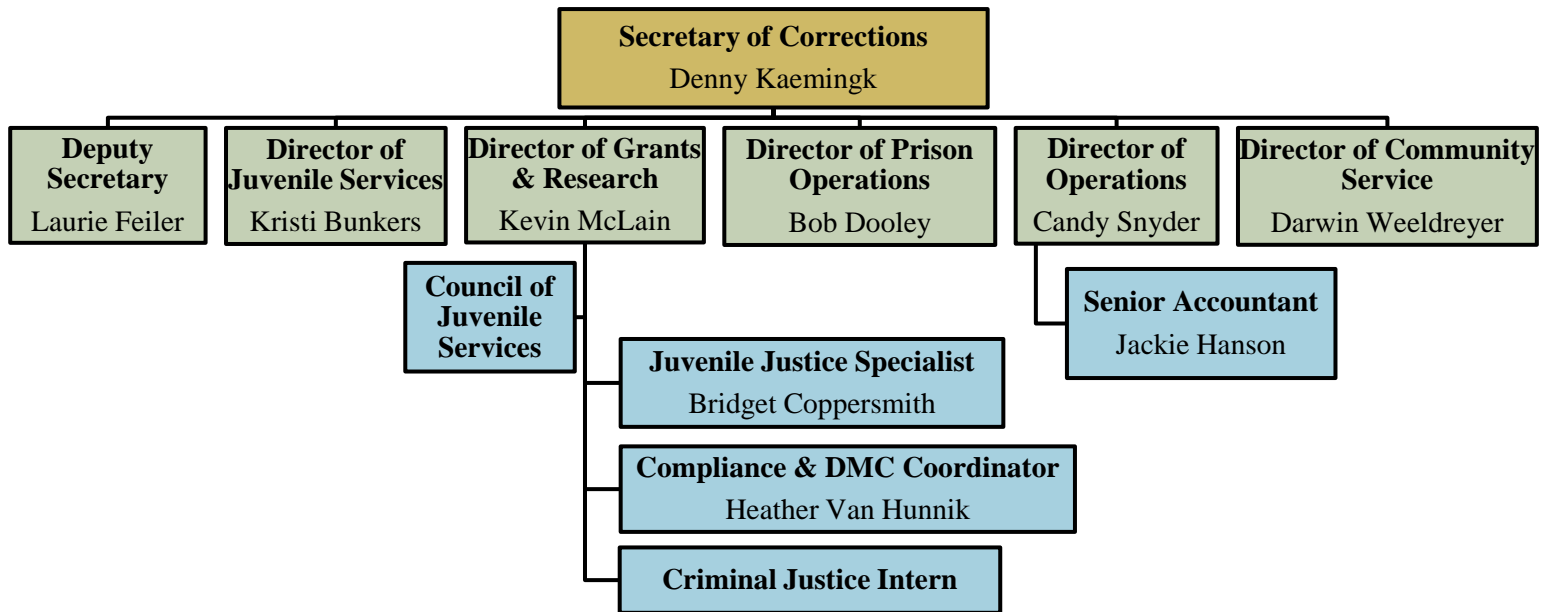 Secretary of Corrections
Denny Kaemingk
Deputy
Secretary
Laurie Feiler
Director of
Juvenile Services
Kristi Bunkers
Director of Grants
& Research
Kevin McLain
Director of Prison
Operations
Bob Dooley
Director of
Operations
Candy Snyder
Director of Community
Service
Darwin Weeldreyer
Council of
Juvenile
Services
Senior Accountant
Jackie Hanson
Juvenile Justice Specialist
Bridget Coppersmith
Compliance & DMC Coordinator
Heather Van Hunnik
Criminal Justice Intern